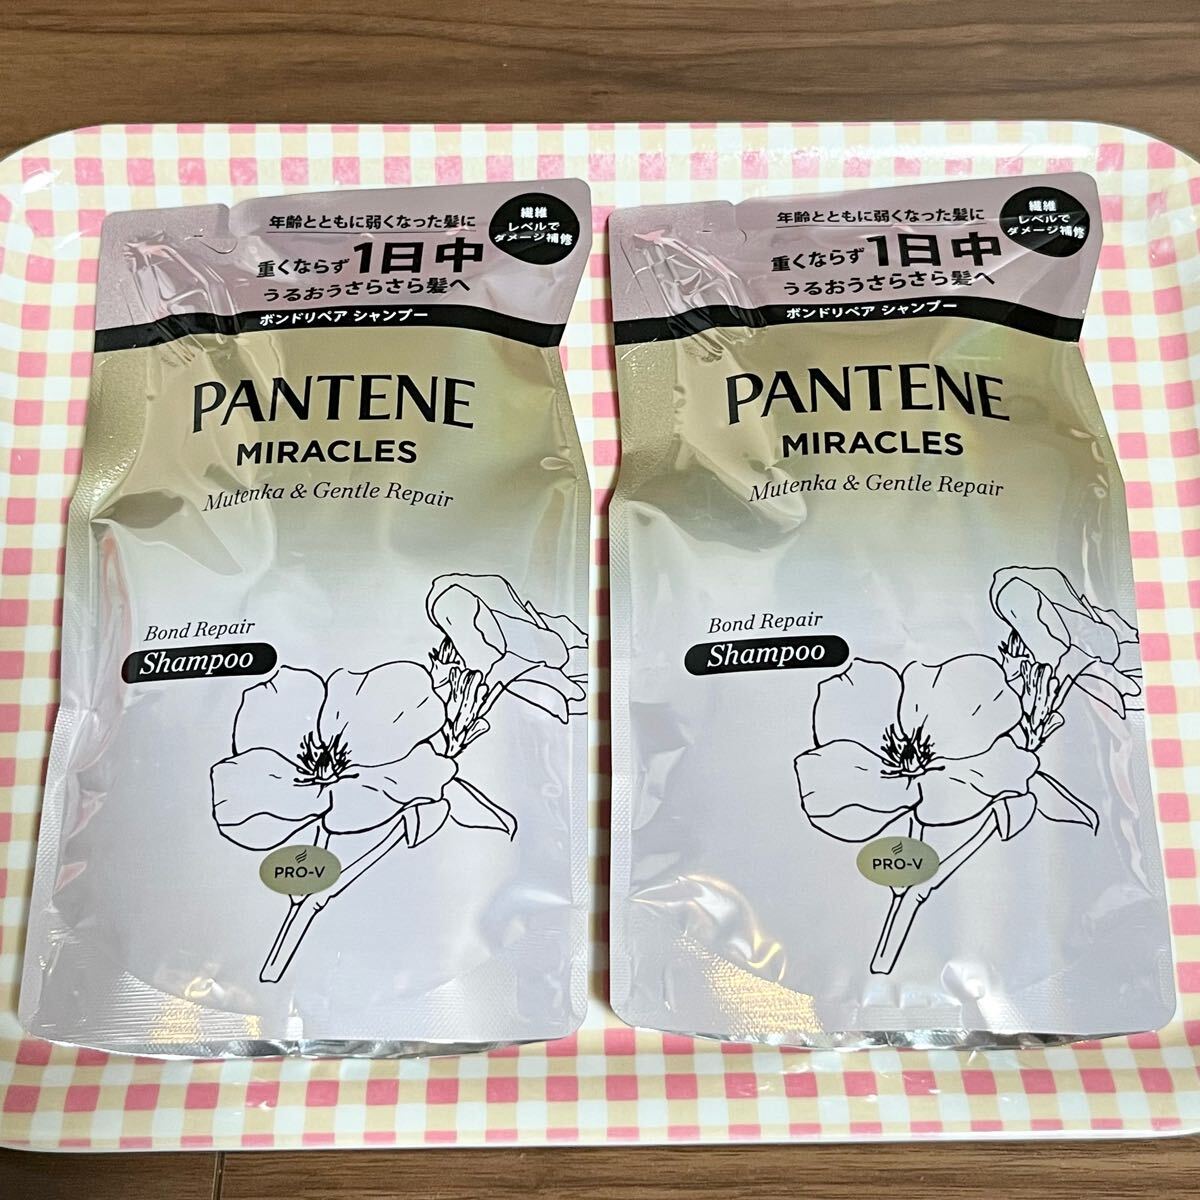 年齢とともに弱くなった髪に
重くならず1日中
うるおうさらさら髪へ
繊維
レベルで
ダメージ補修
ボンドリペア シャンプー
PANTENE
MIRACLES
Mutenka & Gentle Repair
Bond Repair
Shampoo
PRO-V
年齢とともに弱くなった髪に
重くならず1日中
うるおうさらさら髪へ
繊維
レベルで
ダメージ補修
ボンドリペア シャンプー
PANTENE
MIRACLES
Mutenka & Gentle Repair
Bond Repair
Shampoo
PRO-V